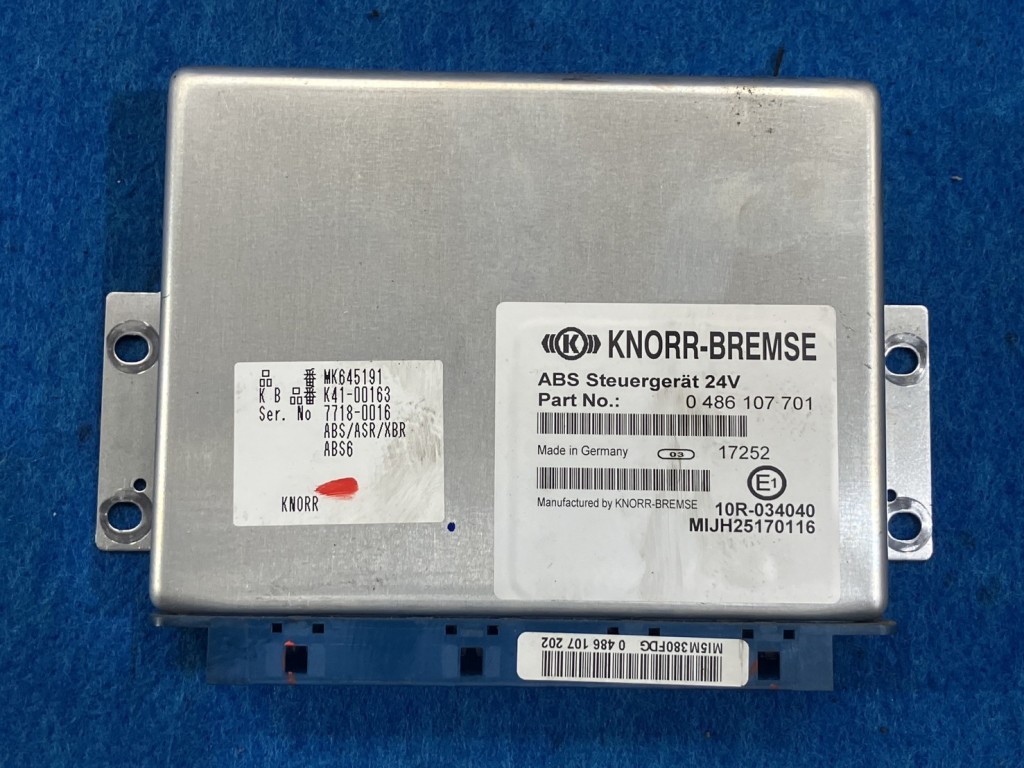 品 番 MK645191
K B 品番 K41-00163
Ser. No 7718-0016
ABS/ASR/XBR
ABS6
KNORR
K KNORR-BREMSE
ABS Steuergerät 24V
Part No.: 0 486 107 701
Made in Germany 03 17252
E1
Manufactured by KNORR-BREMSE 10R-034040
MIJH25170116
MI5M380FDG 0 486 107 202